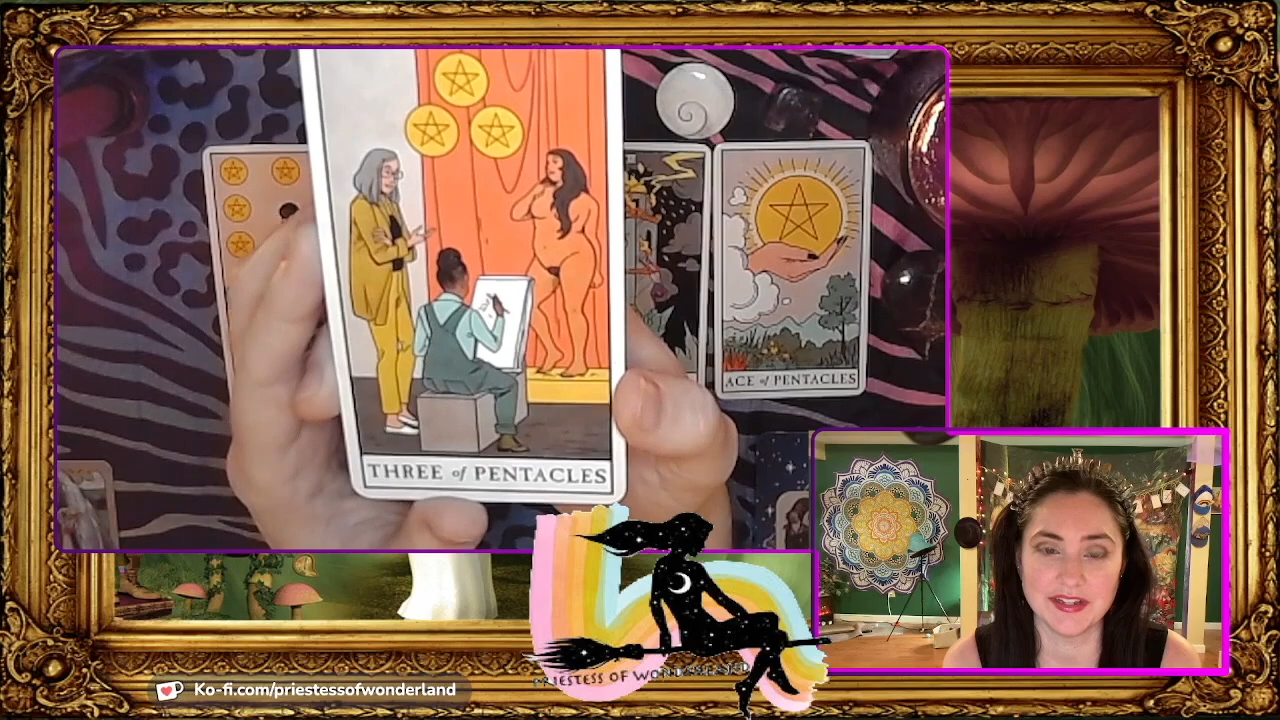 ACE of PENTACLES
THREE of PENTACLES
PRIESTESS OF WONDERLAND
Ko-fi.com/priestessofwonderland